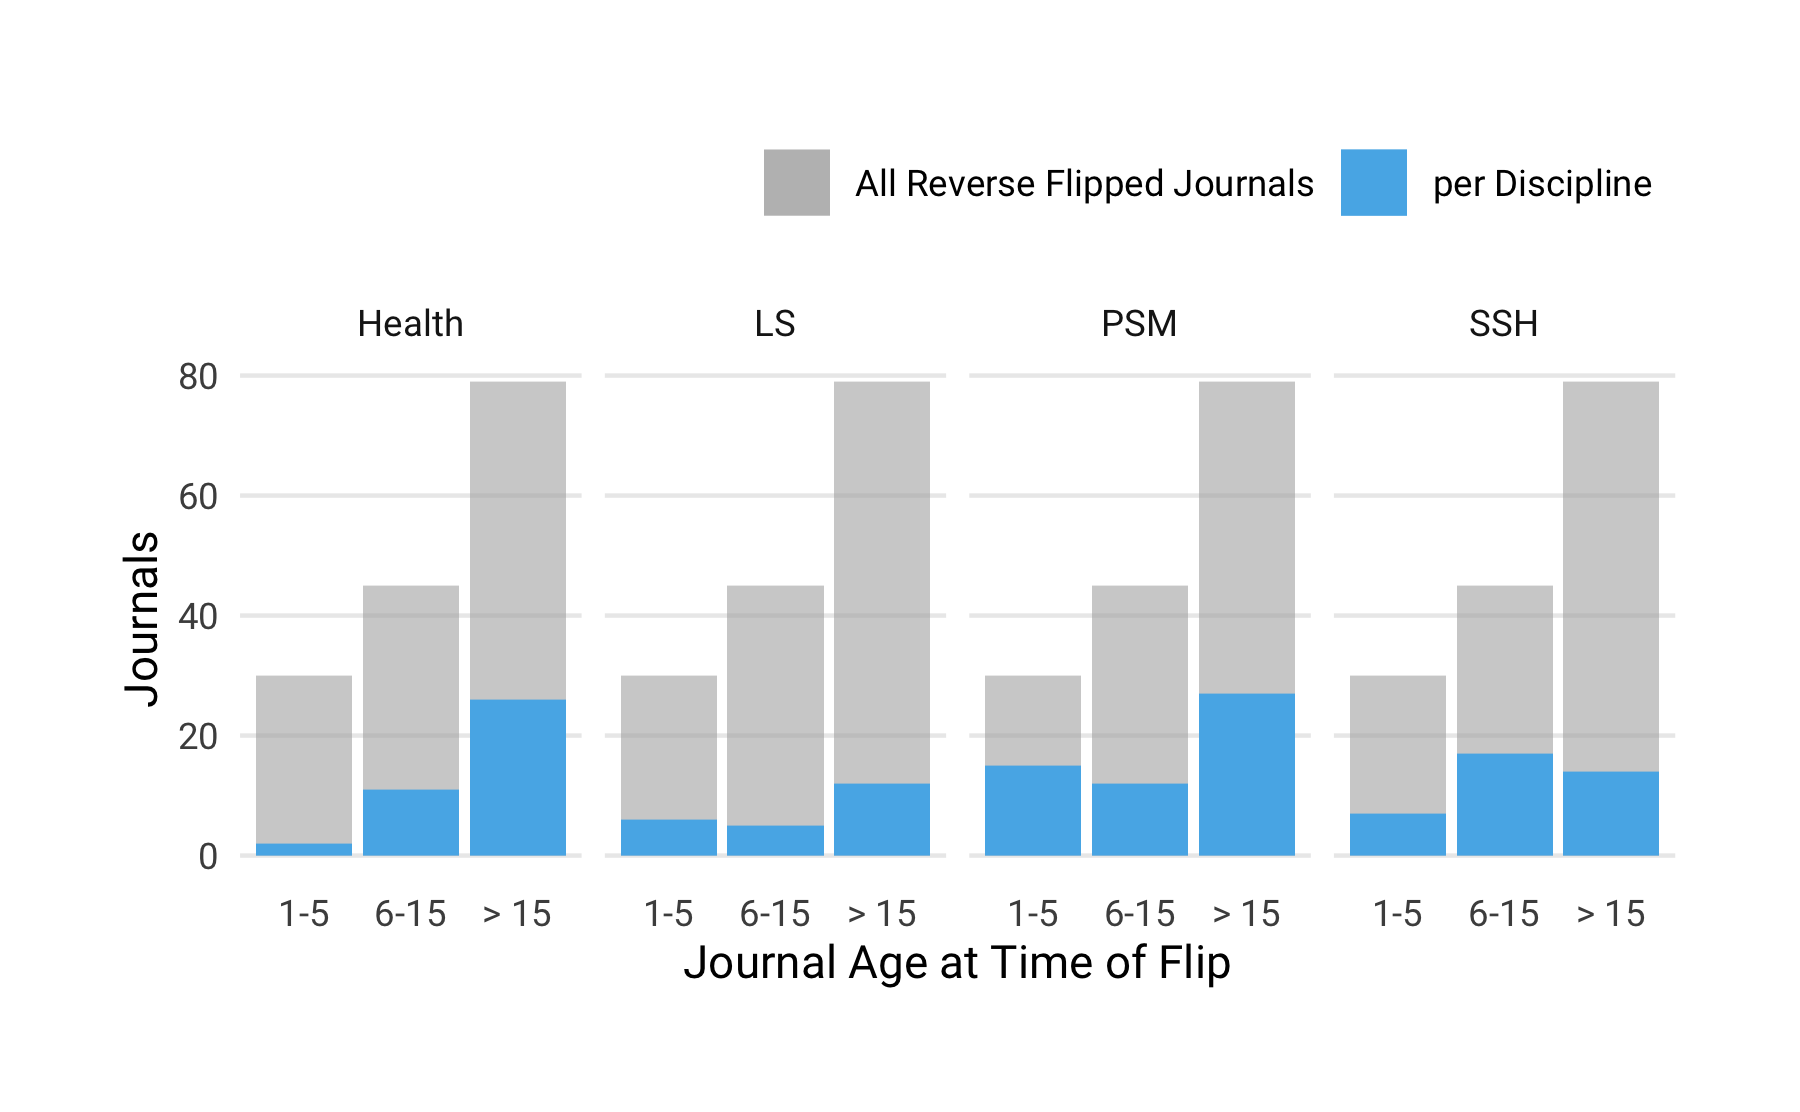 All Reverse Flipped Journals per Discipline
Health LS PSM SSH
80
60
40
20
0
Journals
1-5 6-15 > 15 1-5 6-15 > 15 1-5 6-15 > 15 1-5 6-15 > 15
Journal Age at Time of Flip